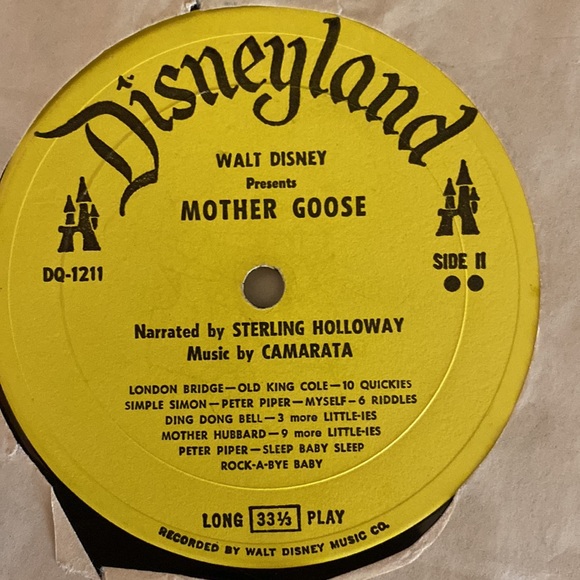 Disneyland
WALT DISNEY
Presents
MOTHER GOOSE
DQ-1211
SIDE II
Narrated by STERLING HOLLOWAY
Music by CAMARATA
LONDON BRIDGE—OLD KING COLE—10 QUICKIES
SIMPLE SIMON—PETER PIPER—MYSELF—6 RIDDLES
DING DONG BELL—3 more LITTLE-IES
MOTHER HUBBARD—9 more LITTLE-IES
PETER PIPER—SLEEP BABY SLEEP
ROCK-A-BYE BABY
LONG 33⅓ PLAY
RECORDED BY WALT DISNEY MUSIC CO.